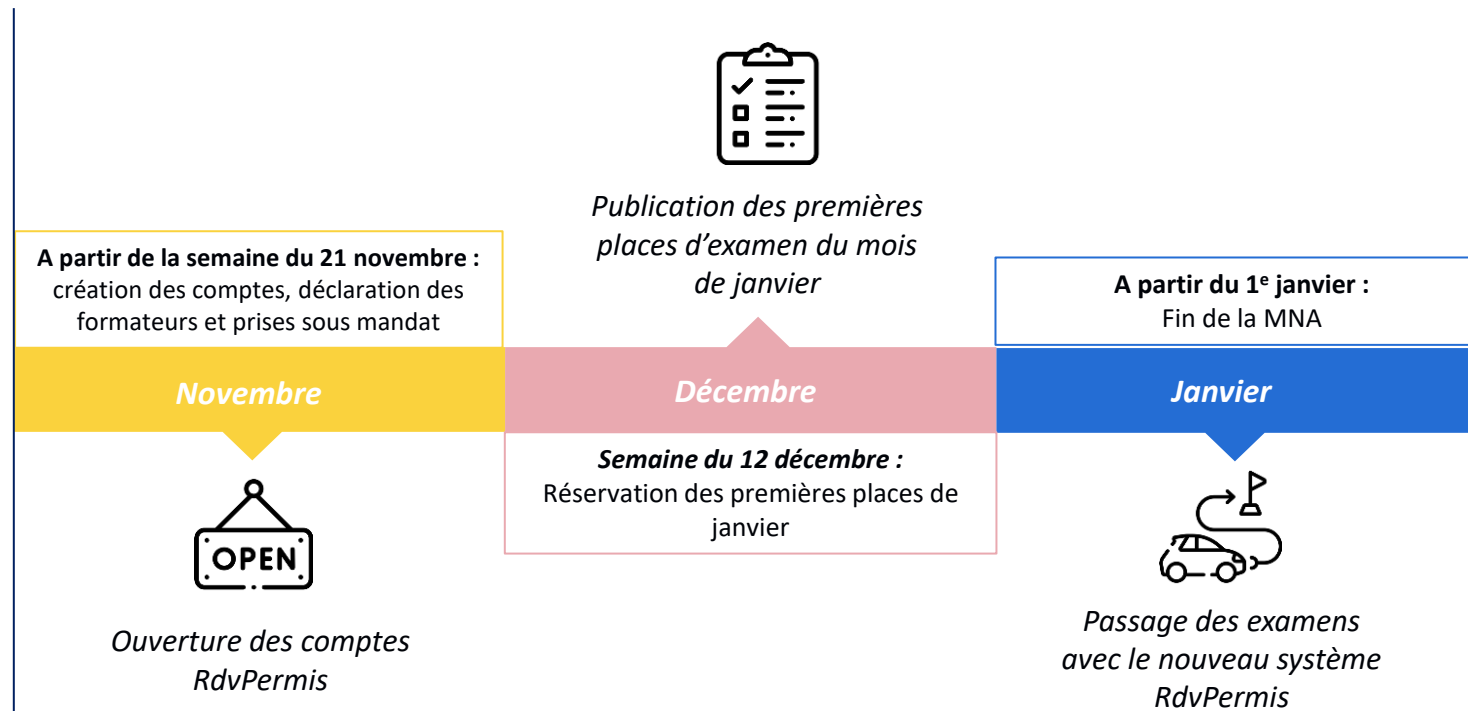 A partir de la semaine du 21 novembre :
création des comptes, déclaration des
formateurs et prises sous mandat
Novembre
OPEN
Ouverture des comptes
RdvPermis
Publication des premières
places d’examen du mois
de janvier
Décembre
Semaine du 12 décembre :
Réservation des premières places de
janvier
A partir du 1e janvier :
Fin de la MNA
Janvier
Passage des examens
avec le nouveau système
RdvPermis